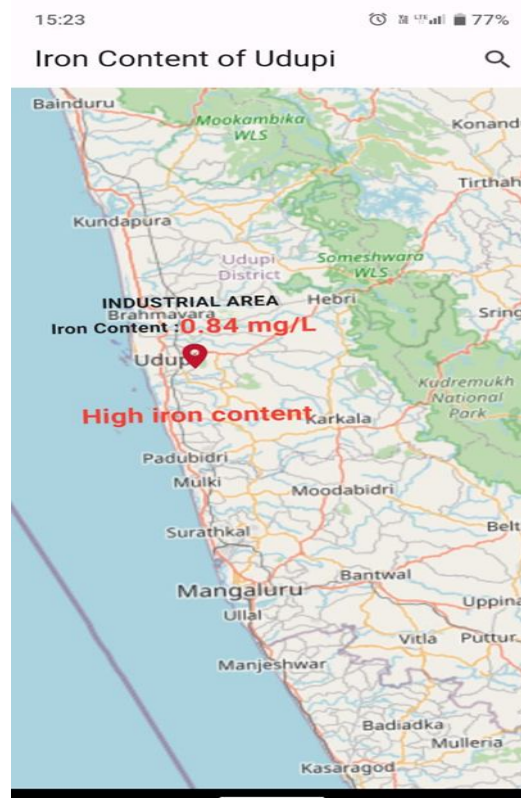 15:23 77%
Iron Content of Udupi
Bainduru
Mookambika
WLS
Konand
Tirthah
Kundapura
Udupi
District
Someshwara
WLS
INDUSTRIAL AREA
Hebri
Brahmavara
Sring
Iron Content :0.84 mg/L
Udupi
Kudremukh
National
Park
High iron content
Karkala
Padubidri
Mulki
Moodabidri
Surathkal
Belt
Bantwal
Mangaluru
Uppina
Ullal
Vitla
Puttur
Manjeshwar
Badiadka
Mulleria
Kasaragod